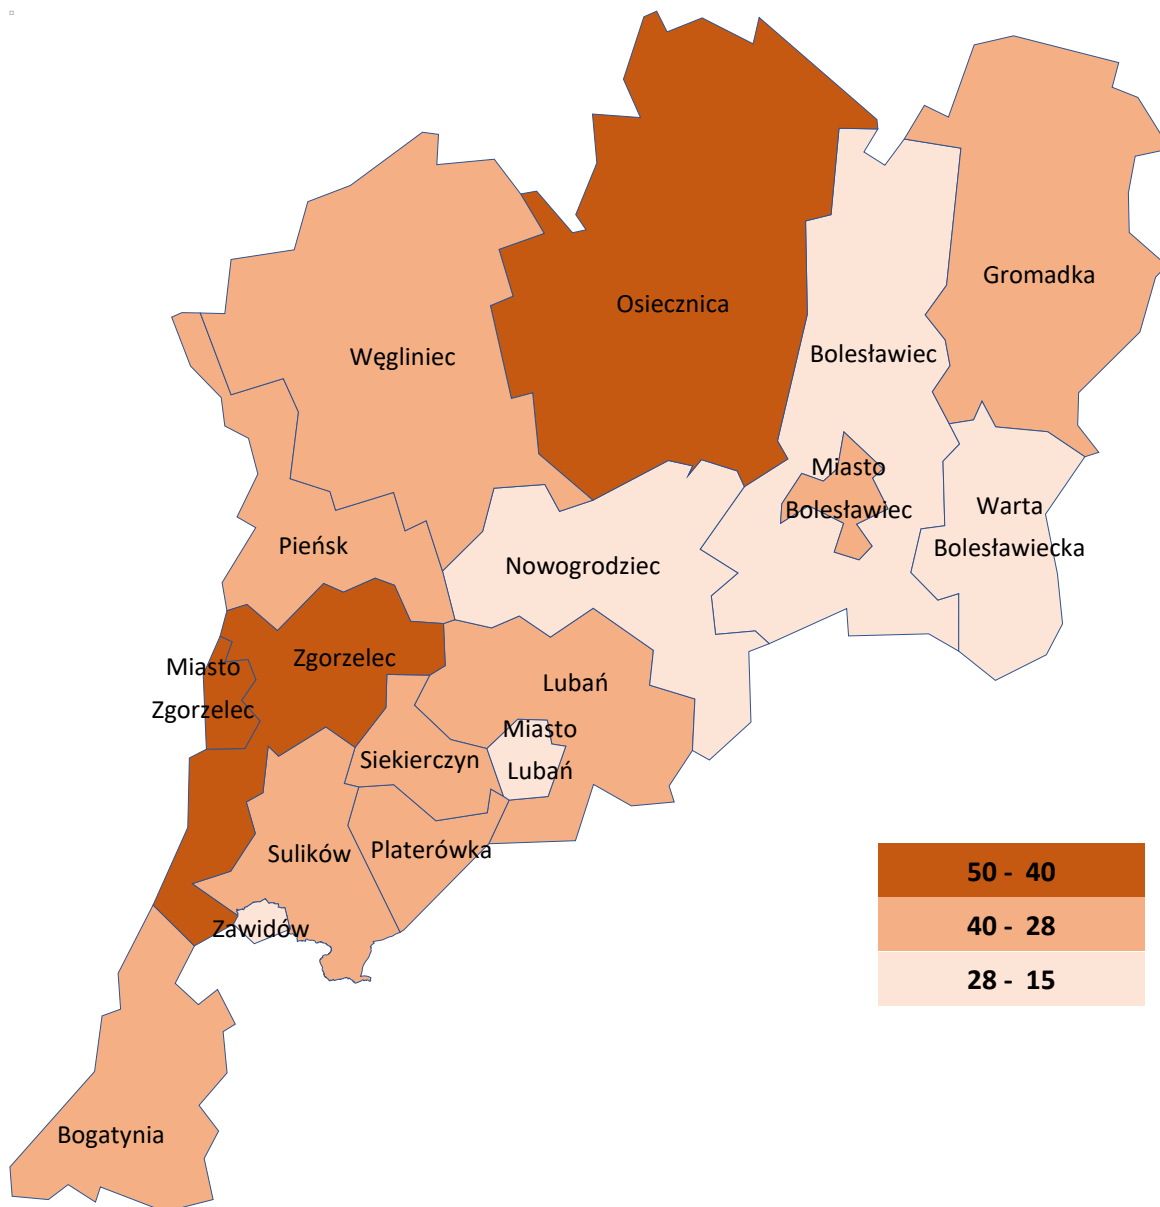 Gromadka
Osiecznica
Bolesławiec
Węgliniec
Miasto
Bolesławiec
Warta
Bolesławiecka
Pieńsk
Nowogrodziec
Zgorzelec
Miasto
Zgorzelec
Lubań
Miasto
Lubań
Siekierczyn
Sulików
Platerówka
Zawidów
Bogatynia
50 - 40
40 - 28
28 - 15